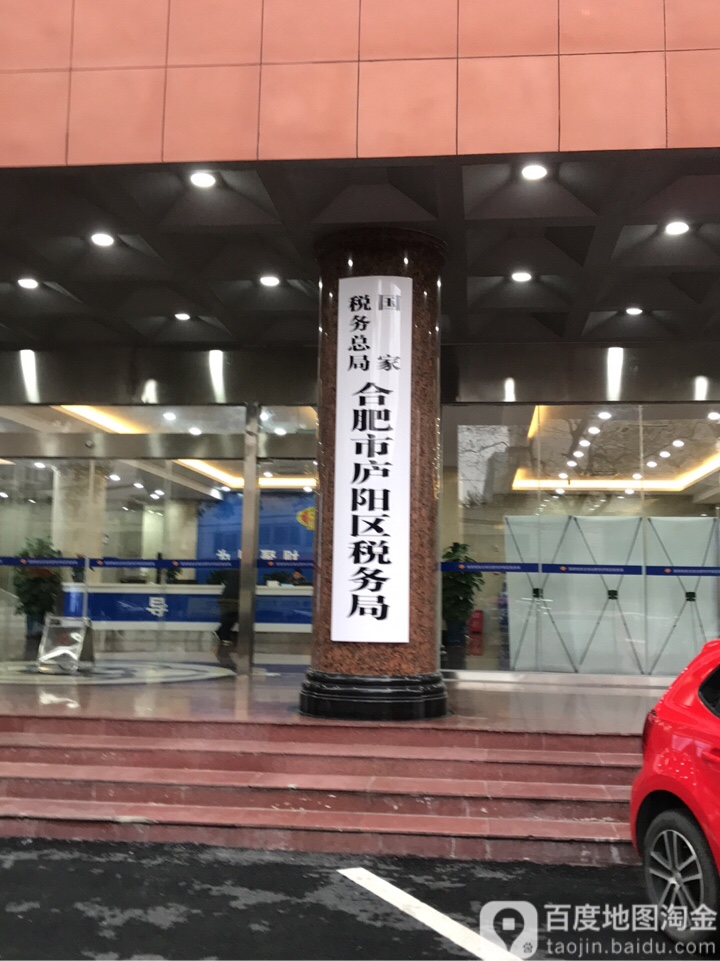 国家
税务总局
合肥市庐阳区税务局
导
百度地图淘金
taojin.baidu.com